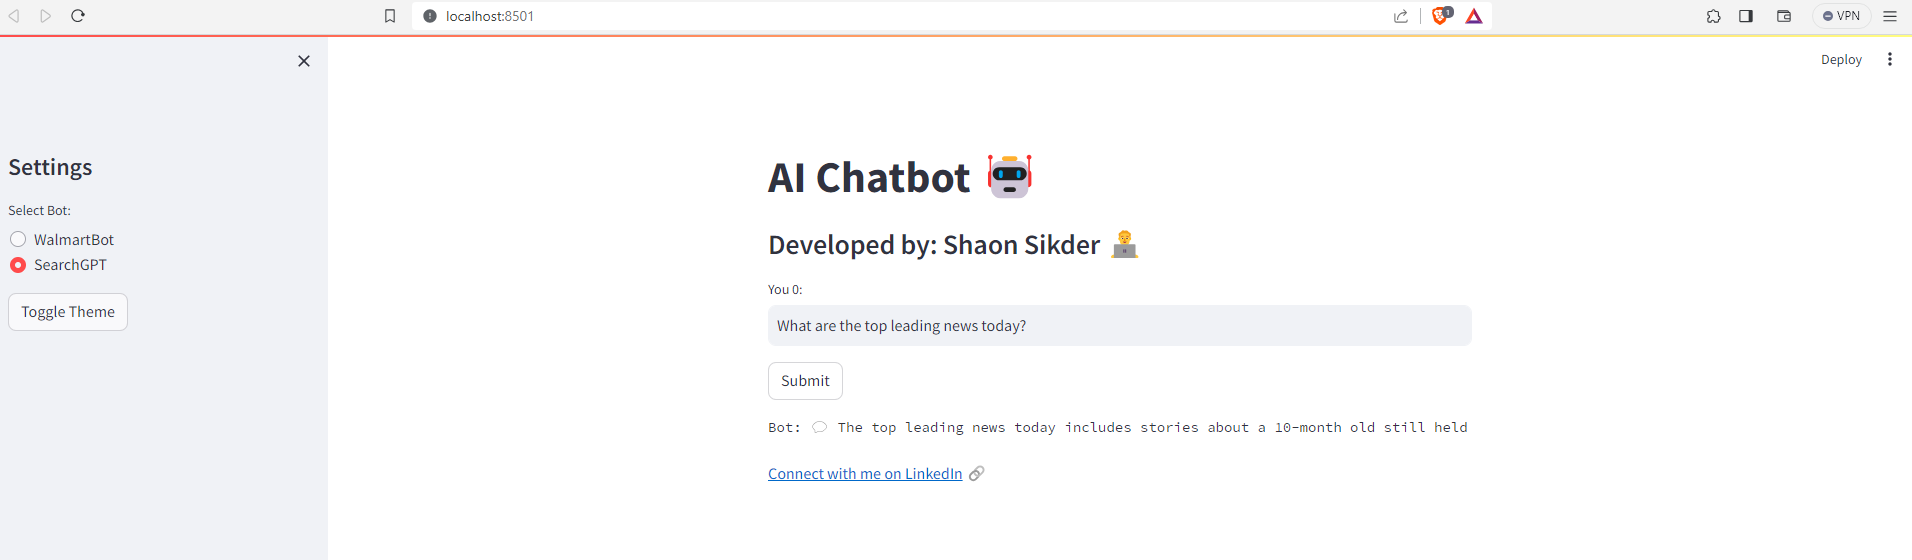 localhost:8501
1
VPN
Deploy
Settings
Select Bot:
WalmartBot
SearchGPT
Toggle Theme
AI Chatbot 🤖
Developed by: Shaon Sikder 🧑‍💻
You 0:
What are the top leading news today?
Submit
Bot: 💬 The top leading news today includes stories about a 10-month old still held
Connect with me on LinkedIn 🔗